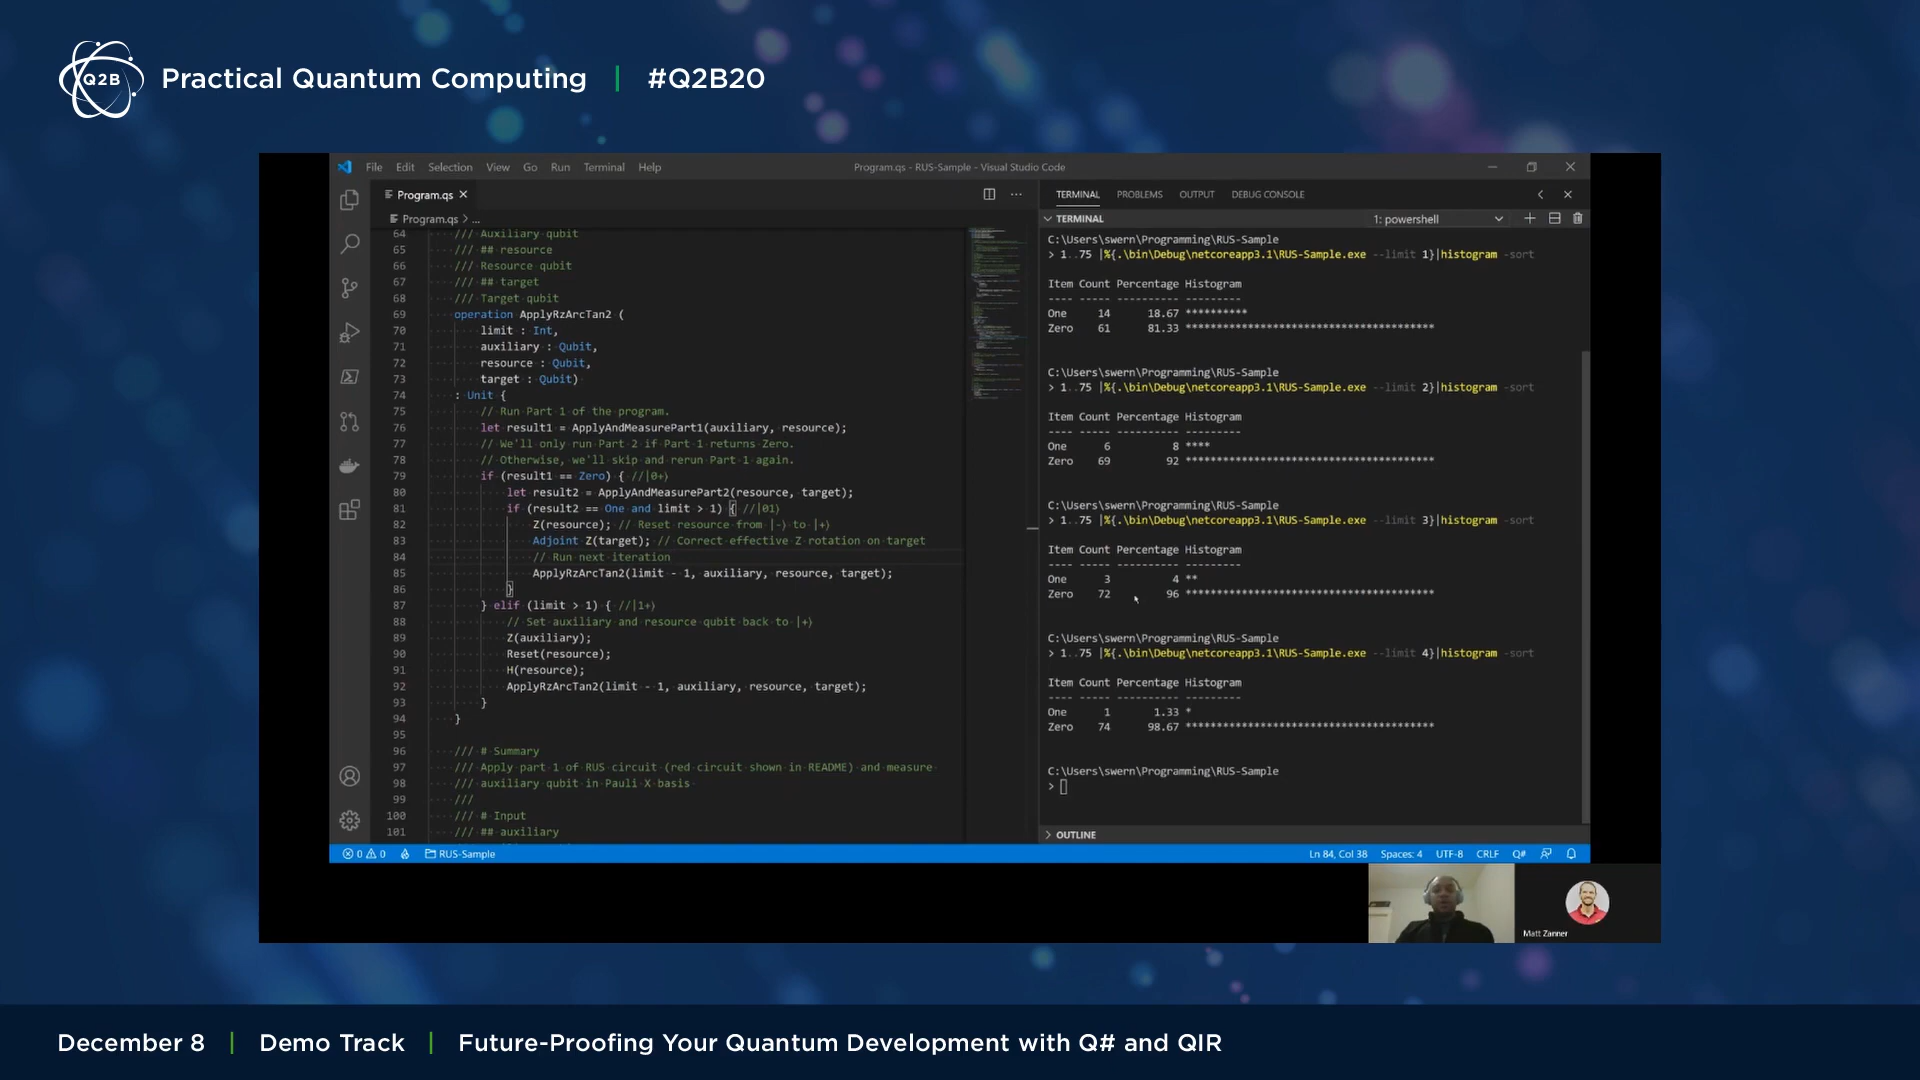 Q2B
Practical Quantum Computing | #Q2B20
File Edit Selection View Go Run Terminal Help
Program.qs - RUS-Sample - Visual Studio Code
Program.qs
Program.qs > ...
64 /// Auxiliary qubit
65 /// ## resource
66 /// Resource qubit
67 /// ## target
68 /// Target qubit
69 operation ApplyRzArcTan2 (
70 limit : Int,
71 auxiliary : Qubit,
72 resource : Qubit,
73 target : Qubit)
74 : Unit {
75 // Run Part 1 of the program.
76 let result1 = ApplyAndMeasurePart1(auxiliary, resource);
77 // We'll only run Part 2 if Part 1 returns Zero.
78 // Otherwise, we'll skip and rerun Part 1 again.
79 if (result1 == Zero) { //|0+⟩
80 let result2 = ApplyAndMeasurePart2(resource, target);
81 if (result2 == One and limit > 1) { //|01⟩
82 Z(resource); // Reset resource from |-⟩ to |+⟩
83 Adjoint Z(target); // Correct effective Z rotation on target
84 // Run next iteration
85 ApplyRzArcTan2(limit - 1, auxiliary, resource, target);
86 }
87 } elif (limit > 1) { //|1+⟩
88 // Set auxiliary and resource qubit back to |+⟩
89 Z(auxiliary);
90 Reset(resource);
91 H(resource);
92 ApplyRzArcTan2(limit - 1, auxiliary, resource, target);
93 }
94 }
95
96 /// # Summary
97 /// Apply part 1 of RUS circuit (red circuit shown in README) and measure
98 /// auxiliary qubit in Pauli X basis
99 ///
100 /// # Input
101 /// ## auxiliary
TERMINAL PROBLEMS OUTPUT DEBUG CONSOLE
TERMINAL
1: powershell
C:\Users\swern\Programming\RUS-Sample
> 1..75 |%{.\bin\Debug\netcoreapp3.1\RUS-Sample.exe --limit 1}|histogram -sort
Item Count Percentage Histogram
---- ----- ---------- ---------
One 14 18.67 **********
Zero 61 81.33 ****************************************
C:\Users\swern\Programming\RUS-Sample
> 1..75 |%{.\bin\Debug\netcoreapp3.1\RUS-Sample.exe --limit 2}|histogram -sort
Item Count Percentage Histogram
---- ----- ---------- ---------
One 6 8 ****
Zero 69 92 ****************************************
C:\Users\swern\Programming\RUS-Sample
> 1..75 |%{.\bin\Debug\netcoreapp3.1\RUS-Sample.exe --limit 3}|histogram -sort
Item Count Percentage Histogram
---- ----- ---------- ---------
One 3 4 **
Zero 72 96 ****************************************
C:\Users\swern\Programming\RUS-Sample
> 1..75 |%{.\bin\Debug\netcoreapp3.1\RUS-Sample.exe --limit 4}|histogram -sort
Item Count Percentage Histogram
---- ----- ---------- ---------
One 1 1.33 *
Zero 74 98.67 ****************************************
C:\Users\swern\Programming\RUS-Sample
>
OUTLINE
0 0 RUS-Sample
Ln 84, Col 38 Spaces: 4 UTF-8 CRLF Q#
Matt Zanner
December 8 | Demo Track | Future-Proofing Your Quantum Development with Q# and QIR